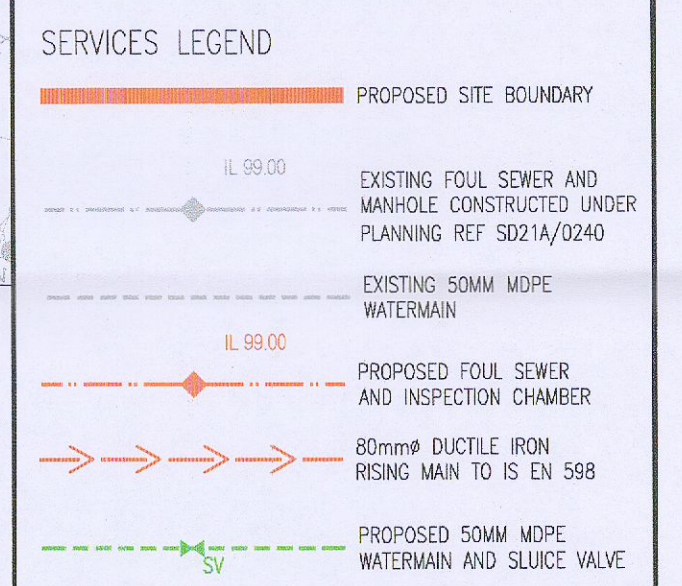 SERVICES LEGEND
PROPOSED SITE BOUNDARY
IL 99.00
EXISTING FOUL SEWER AND
MANHOLE CONSTRUCTED UNDER
PLANNING REF SD21A/0240
EXISTING 50MM MDPE
WATERMAIN
IL 99.00
PROPOSED FOUL SEWER
AND INSPECTION CHAMBER
80mmø DUCTILE IRON
RISING MAIN TO IS EN 598
PROPOSED 50MM MDPE
WATERMAIN AND SLUICE VALVE
SV